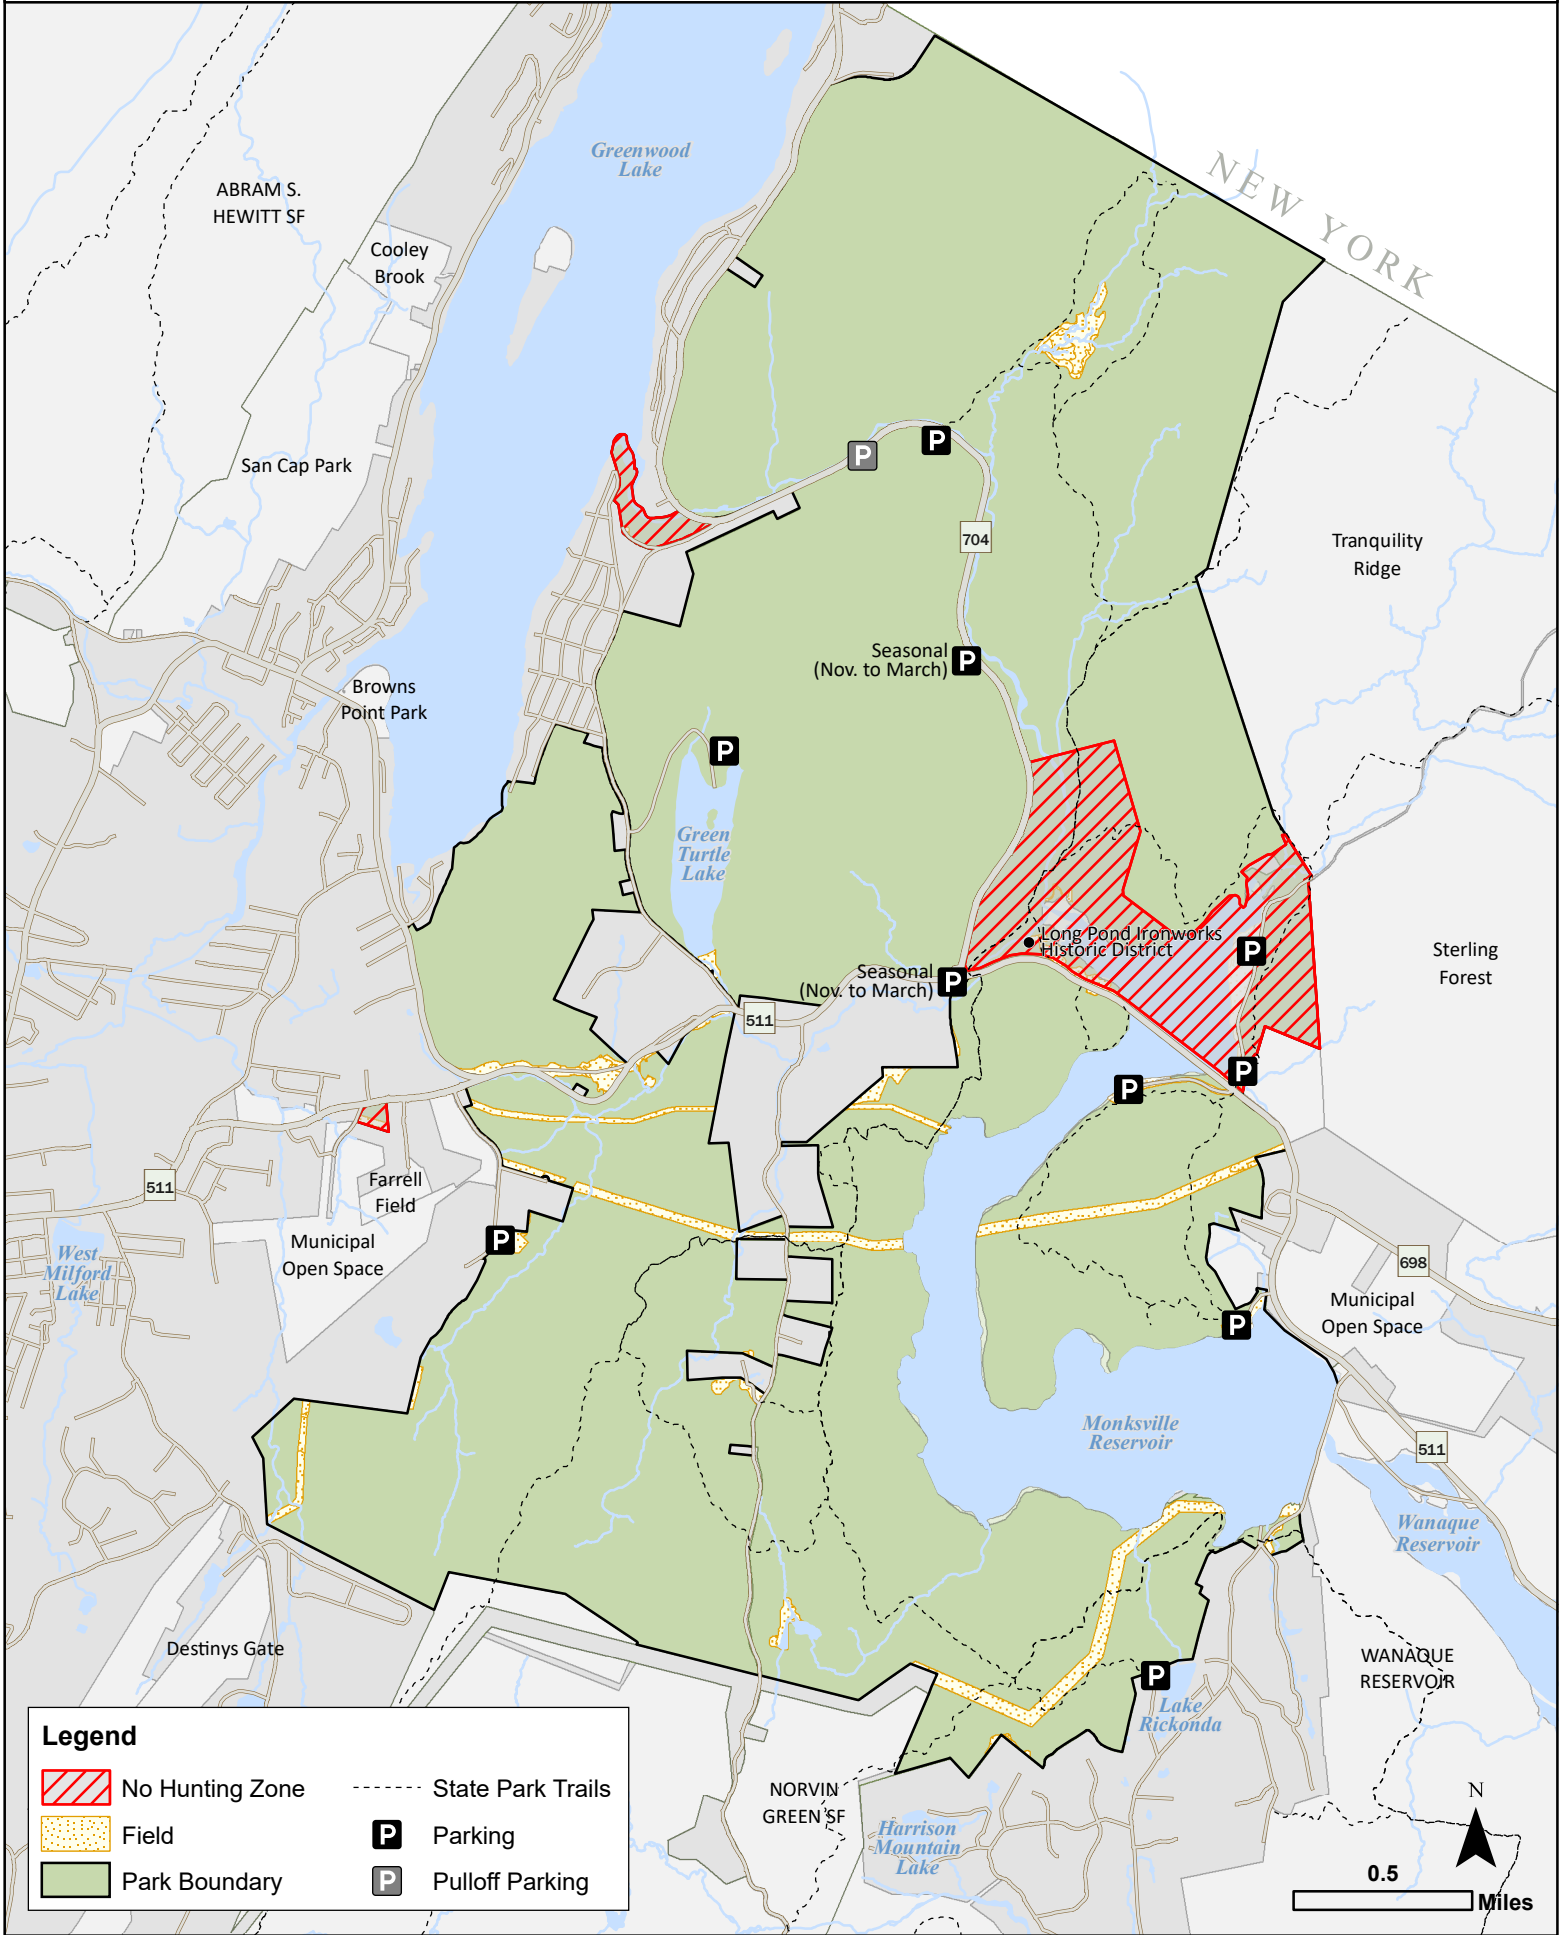 NEW YORK
Greenwood
Lake
ABRAM S.
HEWITT SF
Cooley
Brook
San Cap Park
P
P
704
Tranquility
Ridge
Seasonal
(Nov. to March)
P
Browns
Point Park
P
Green
Turtle
Lake
Long Pond Ironworks
Historic District
P
Sterling
Forest
Seasonal
(Nov. to March)
P
511
P
P
511
Farrell
Field
P
Municipal
Open Space
West
Milford
Lake
698
Municipal
Open Space
P
Monksville
Reservoir
511
Wanaque
Reservoir
Destinys Gate
WANAQUE
RESERVOIR
P
Lake
Rickonda
NORVIN
GREEN SF
Harrison
Mountain
Lake
Legend
No Hunting Zone
Field
Park Boundary
State Park Trails
P Parking
P Pulloff Parking
N
0.5
Miles